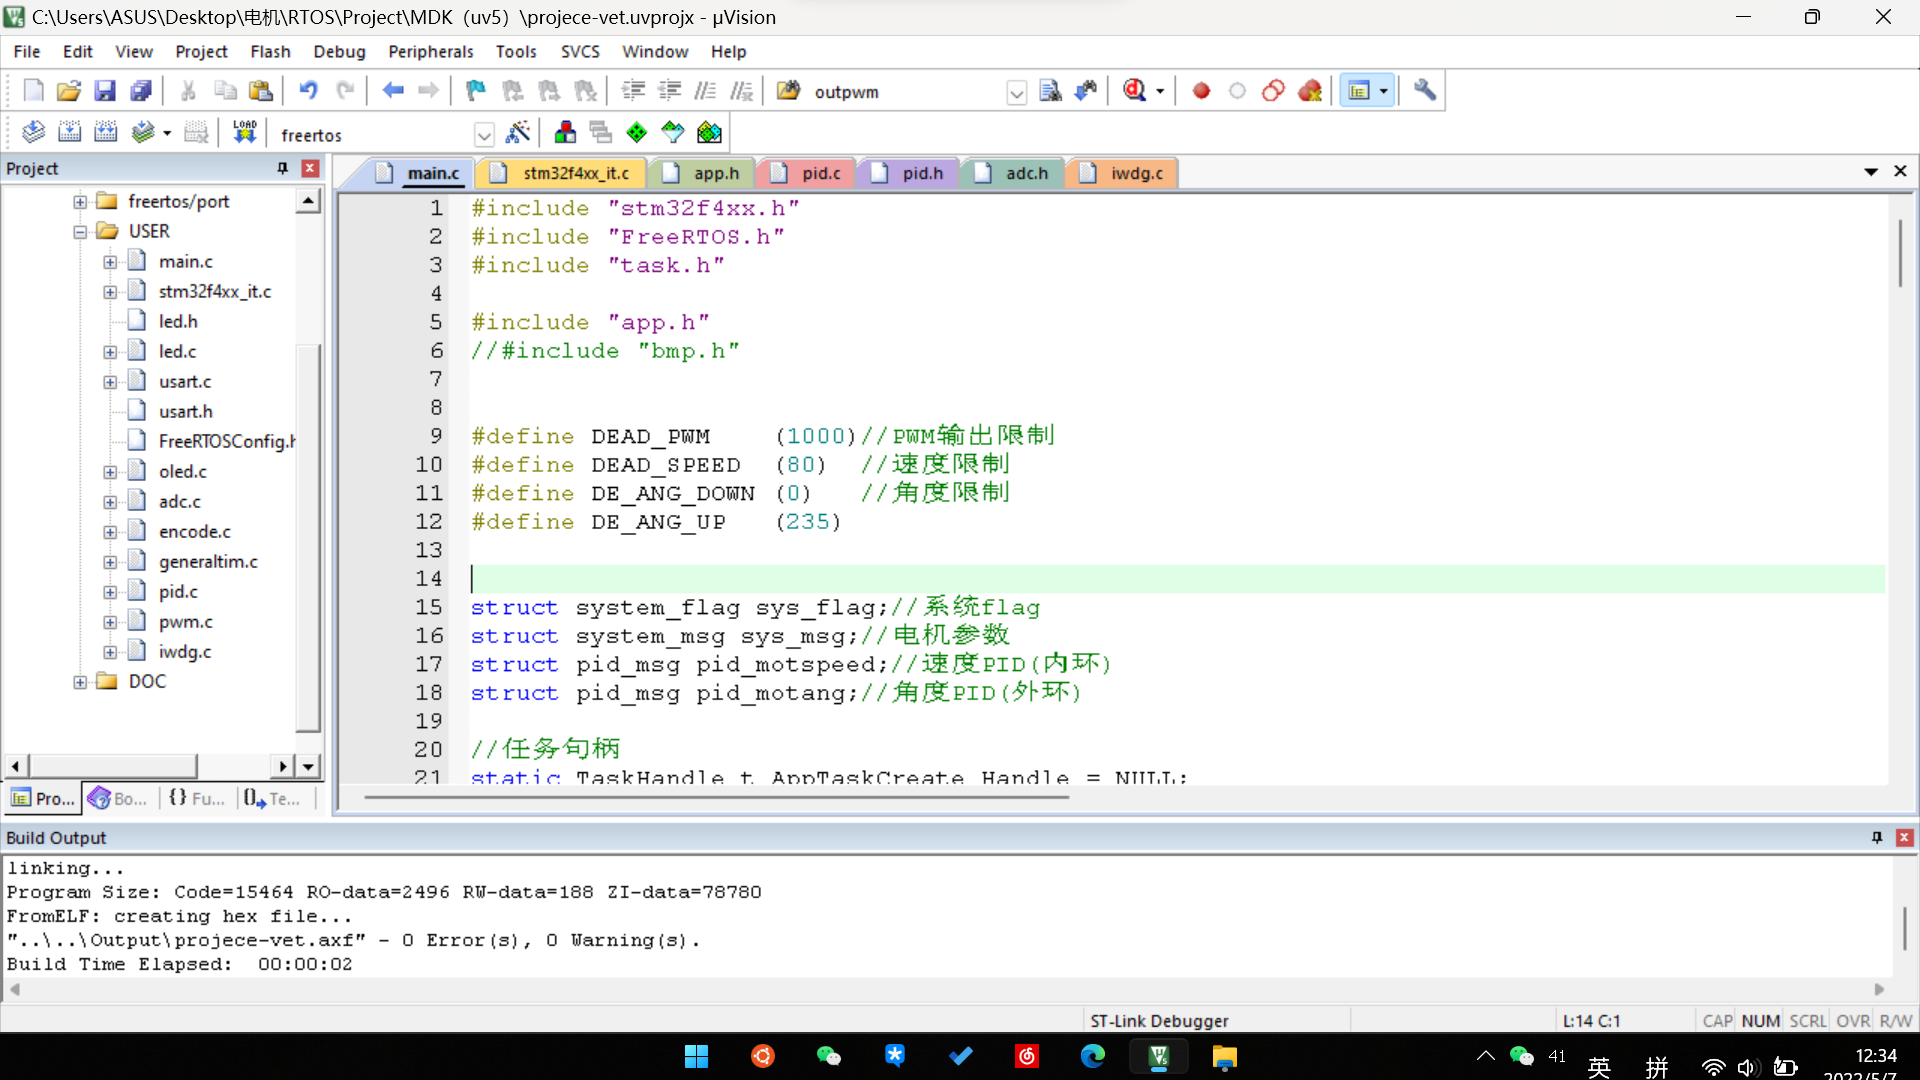 C:\Users\ASUS\Desktop\电机\RTOS\Project\MDK（uv5）\projece-vet.uvprojx - µVision
File Edit View Project Flash Debug Peripherals Tools SVCS Window Help
outpwm
LOAD freertos
Project
freertos/port
USER
main.c
stm32f4xx_it.c
led.h
led.c
usart.c
usart.h
FreeRTOSConfig.h
oled.c
adc.c
encode.c
generaltim.c
pid.c
pwm.c
iwdg.c
DOC
Pro... Bo... {} Fu... Te...
main.c stm32f4xx_it.c app.h pid.c pid.h adc.h iwdg.c
1 #include "stm32f4xx.h"
2 #include "FreeRTOS.h"
3 #include "task.h"
4
5 #include "app.h"
6 //#include "bmp.h"
7
8
9 #define DEAD_PWM (1000)//PWM输出限制
10 #define DEAD_SPEED (80) //速度限制
11 #define DE_ANG_DOWN (0) //角度限制
12 #define DE_ANG_UP (235)
13
14
15 struct system_flag sys_flag;//系统flag
16 struct system_msg sys_msg;//电机参数
17 struct pid_msg pid_motspeed;//速度PID(内环)
18 struct pid_msg pid_motang;//角度PID(外环)
19
20 //任务句柄
21 static TaskHandle_t AppTaskCreate_Handle = NULL;
Build Output
linking...
Program Size: Code=15464 RO-data=2496 RW-data=188 ZI-data=78780
FromELF: creating hex file...
"..\..\Output\projece-vet.axf" - 0 Error(s), 0 Warning(s).
Build Time Elapsed: 00:00:02
ST-Link Debugger L:14 C:1 CAP NUM SCRL OVR R/W
41 英 拼 12:34
2022/5/7